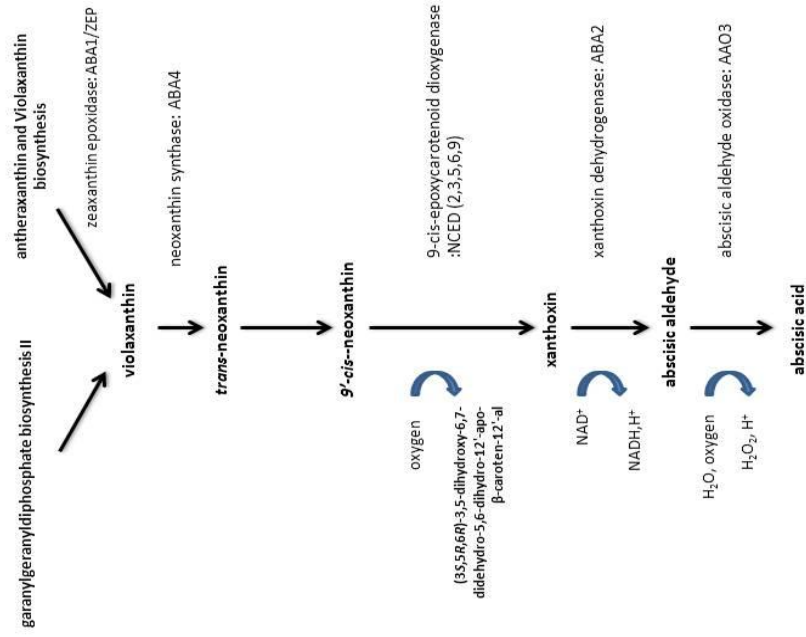 garanylgeranyldiphosphate biosynthesis II
antheraxanthin and Violaxanthin
biosynthesis
zeaxanthin epoxidase: ABA1/ZEP
violaxanthin
neoxanthin synthase: ABA4
trans-neoxanthin
9'-cis--neoxanthin
oxygen
(3S,5R,6R)-3,5-dihydroxy-6,7-
didehydro-5,6-dihydro-12'-apo-
β-caroten-12'-al
9-cis-epoxycarotenoid dioxygenase
:NCED (2,3,5,6,9)
xanthoxin
NAD⁺
NADH,H⁺
xanthoxin dehydrogenase: ABA2
abscisic aldehyde
H₂O, oxygen
H₂O₂, H⁺
abscisic aldehyde oxidase: AAO3
abscisic acid